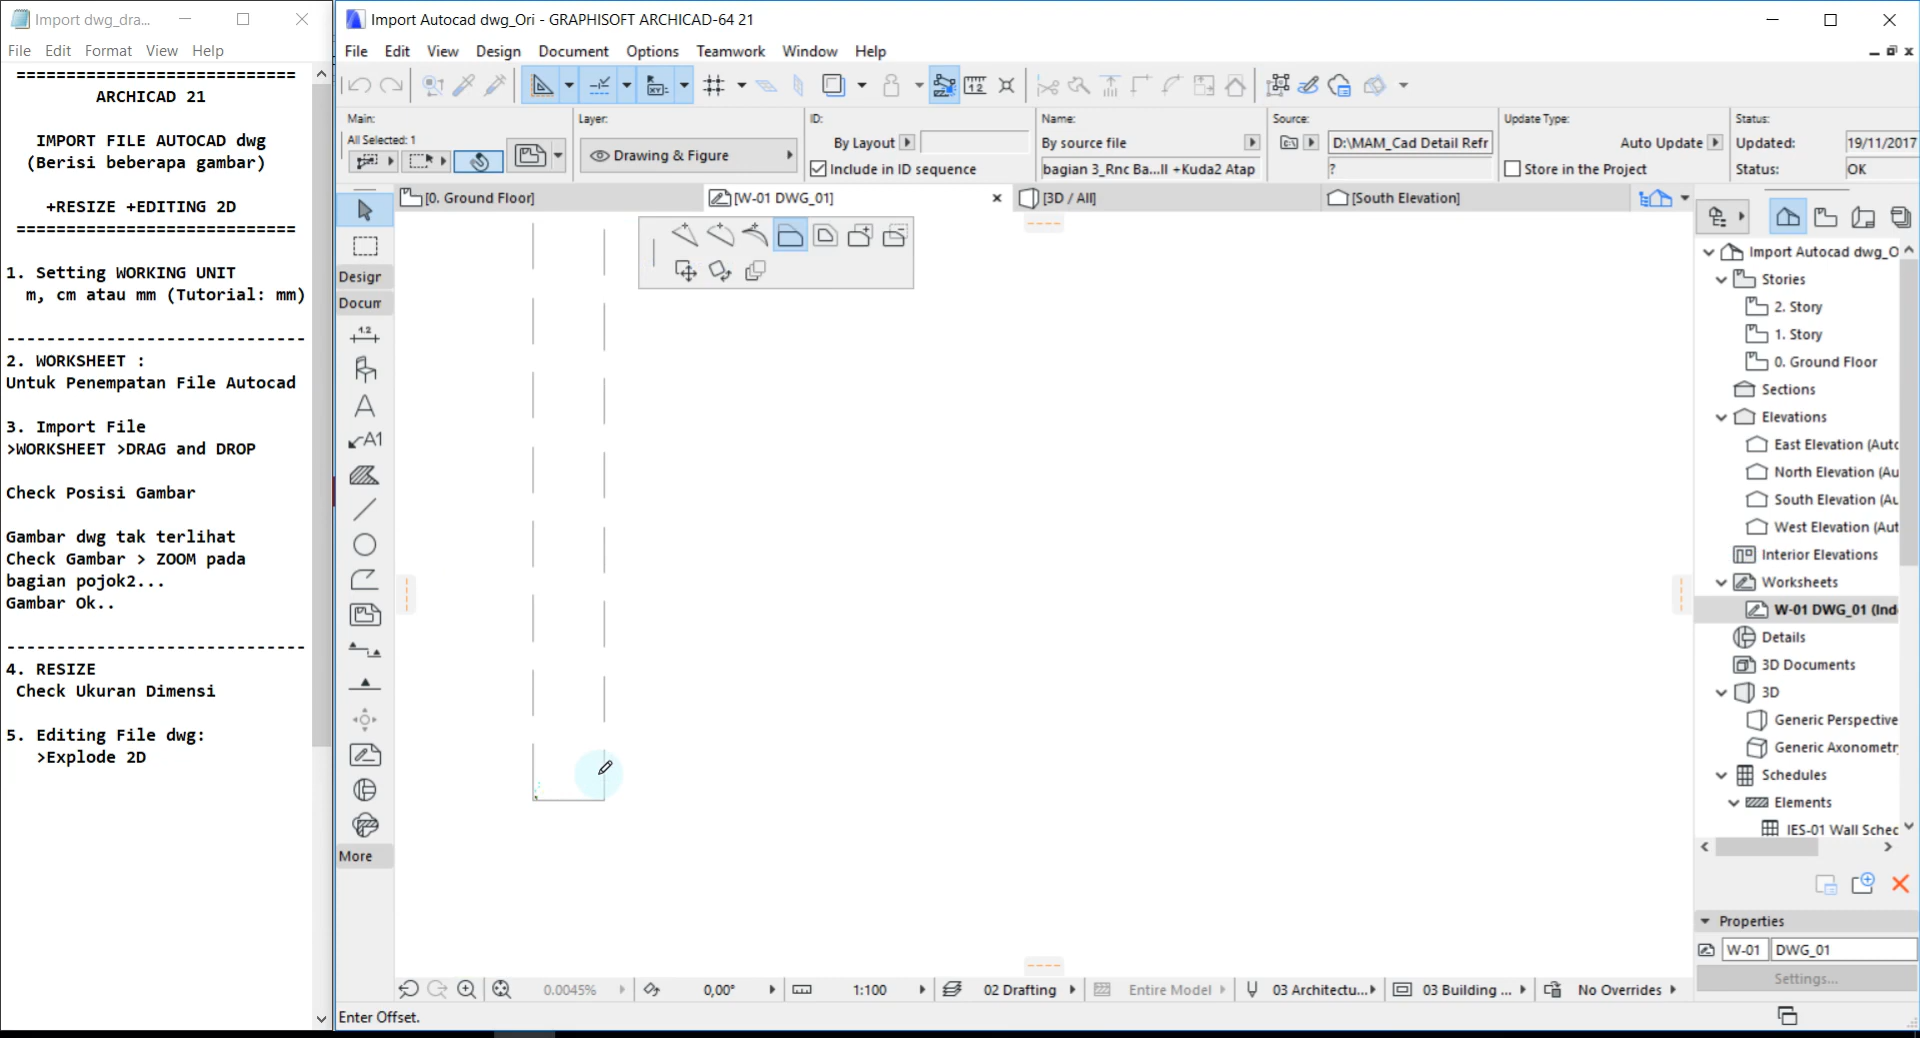 Import dwg_dra...
File Edit Format View Help
=============================
ARCHICAD 21
IMPORT FILE AUTOCAD dwg
(Berisi beberapa gambar)
+RESIZE +EDITING 2D
=============================
1. Setting WORKING UNIT
m, cm atau mm (Tutorial: mm)
------------------------------
2. WORKSHEET :
Untuk Penempatan File Autocad
3. Import File
>WORKSHEET >DRAG and DROP
Check Posisi Gambar
Gambar dwg tak terlihat
Check Gambar > ZOOM pada
bagian pojok2...
Gambar Ok..
------------------------------
4. RESIZE
Check Ukuran Dimensi
5. Editing File dwg:
>Explode 2D
Import Autocad dwg_Ori - GRAPHISOFT ARCHICAD-64 21
File Edit View Design Document Options Teamwork Window Help
Main: Layer: ID: Name: Source: Update Type: Status:
All Selected: 1
By Layout By source file D:\MAM_Cad Detail Refr Auto Update Updated: 19/11/2017
Drawing & Figure
Include in ID sequence bagian 3_Rnc Ba...ll +Kuda2 Atap ? Store in the Project Status: OK
[0. Ground Floor] [W-01 DWG_01] [3D / All] [South Elevation]
Design
Docum
1.2
A
A1
More
Import Autocad dwg_O
Stories
2. Story
1. Story
0. Ground Floor
Sections
Elevations
East Elevation (Auto
North Elevation (Au
South Elevation (Au
West Elevation (Aut
Interior Elevations
Worksheets
W-01 DWG_01 (Ind
Details
3D Documents
3D
Generic Perspective
Generic Axonometr
Schedules
Elements
IES-01 Wall Sched
Properties
W-01 DWG_01
Settings...
0.0045% 0,00° 1:100 02 Drafting Entire Model 03 Architectu... 03 Building ... No Overrides
Enter Offset.